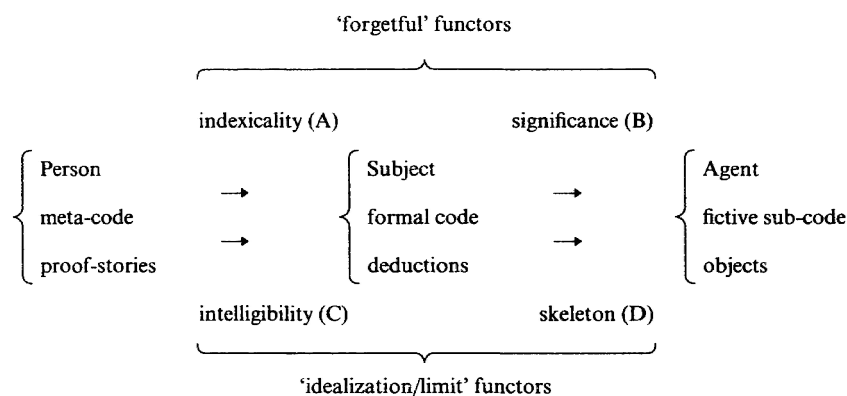 ‘forgetful’ functors
indexicality (A) significance (B)
Person Subject Agent
→ →
meta-code formal code fictive sub-code
→ →
proof-stories deductions objects
intelligibility (C) skeleton (D)
‘idealization/limit’ functors